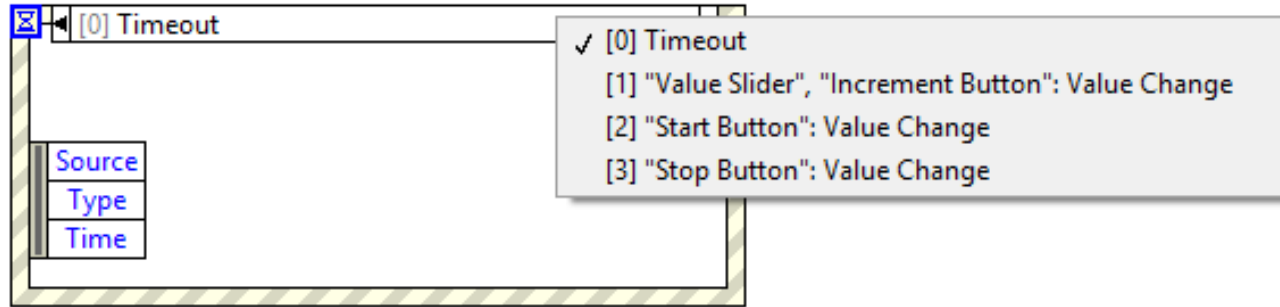 [0] Timeout
[0] Timeout
[1] "Value Slider", "Increment Button": Value Change
[2] "Start Button": Value Change
[3] "Stop Button": Value Change
Source
Type
Time